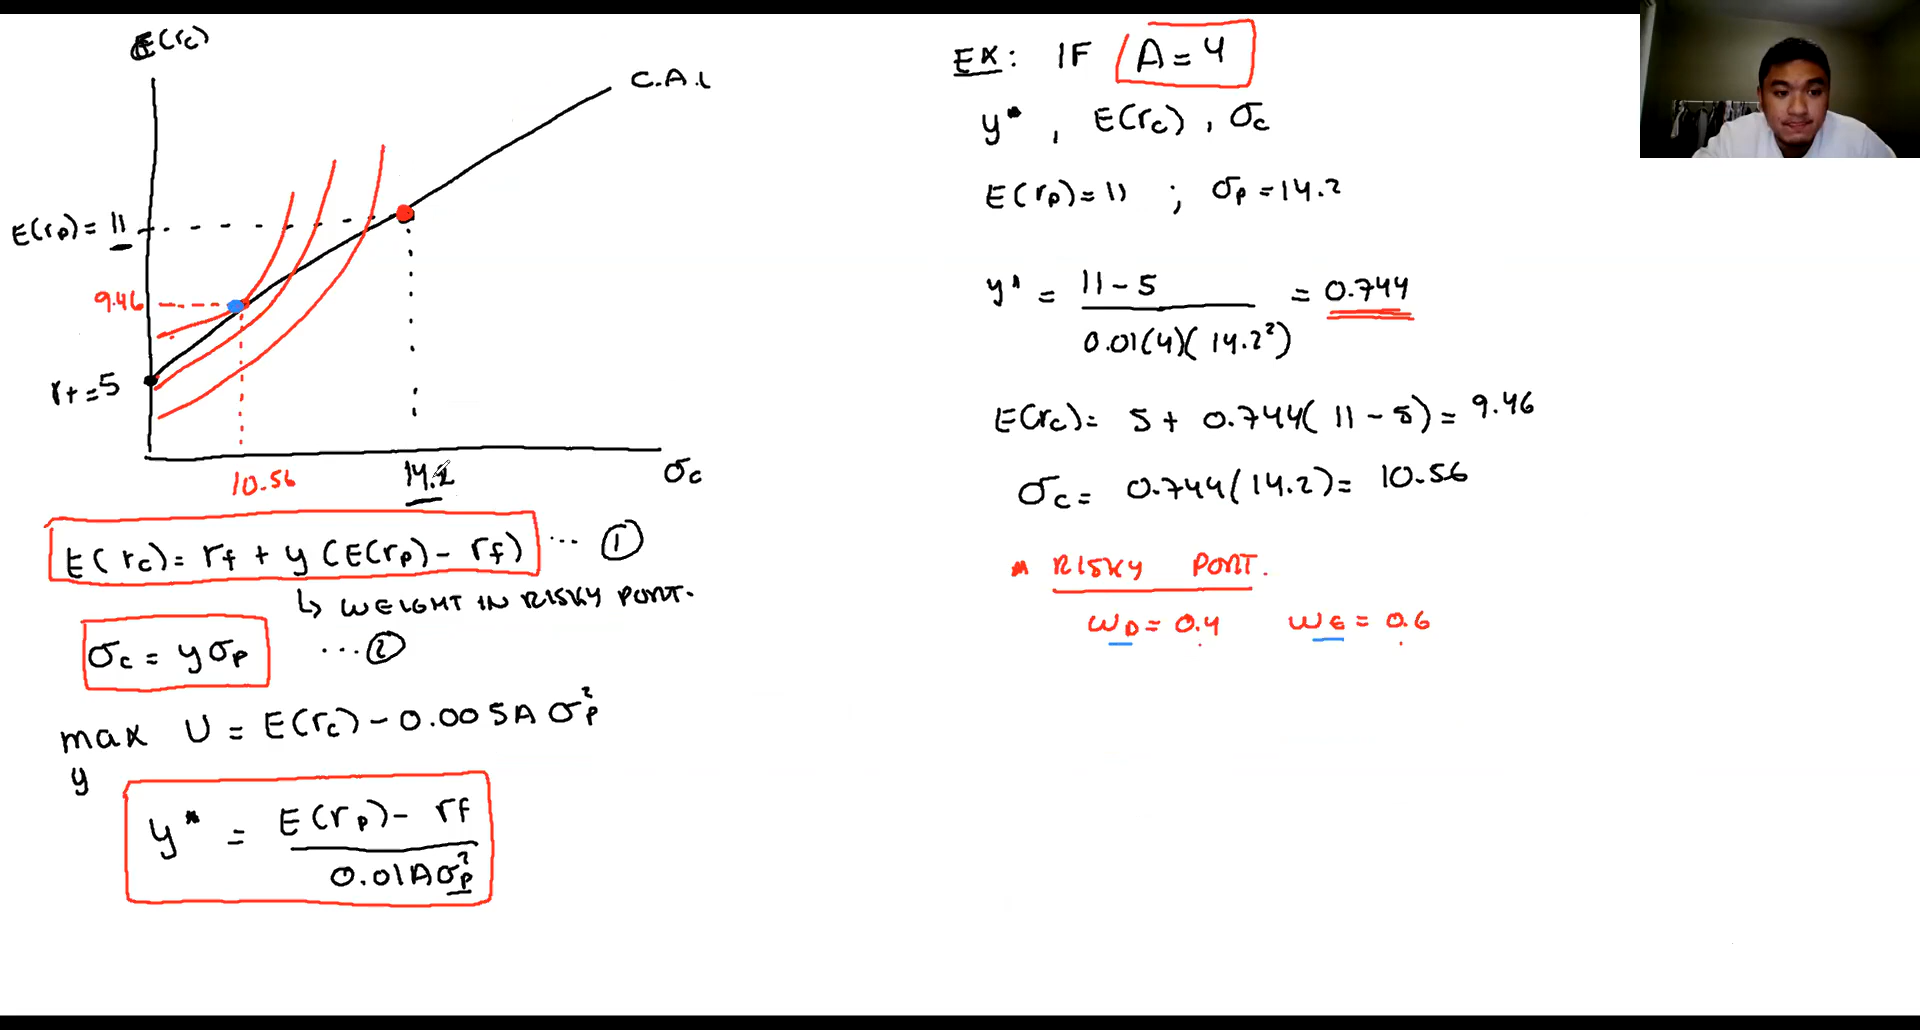 E(rc)
C.A.L
E(rp) = 11
9.46
rf = 5
10.56
14.2
σc
E(rc) = rf + y (E(rp) - rf) ... ①
↳ WEIGHT IN RISKY PORT.
σc = yσp ... ②
max U = E(rc) - 0.005Aσp²
y
y* = E(rp) - rf
0.01Aσp²
EX: IF A = 4
y*, E(rc), σc
E(rp) = 11 ; σp = 14.2
y* = 11 - 5 = 0.744
0.01(4)(14.2²)
E(rc) = 5 + 0.744(11 - 5) = 9.46
σc = 0.744(14.2) = 10.56
* RISKY PORT.
WD = 0.4 WE = 0.6